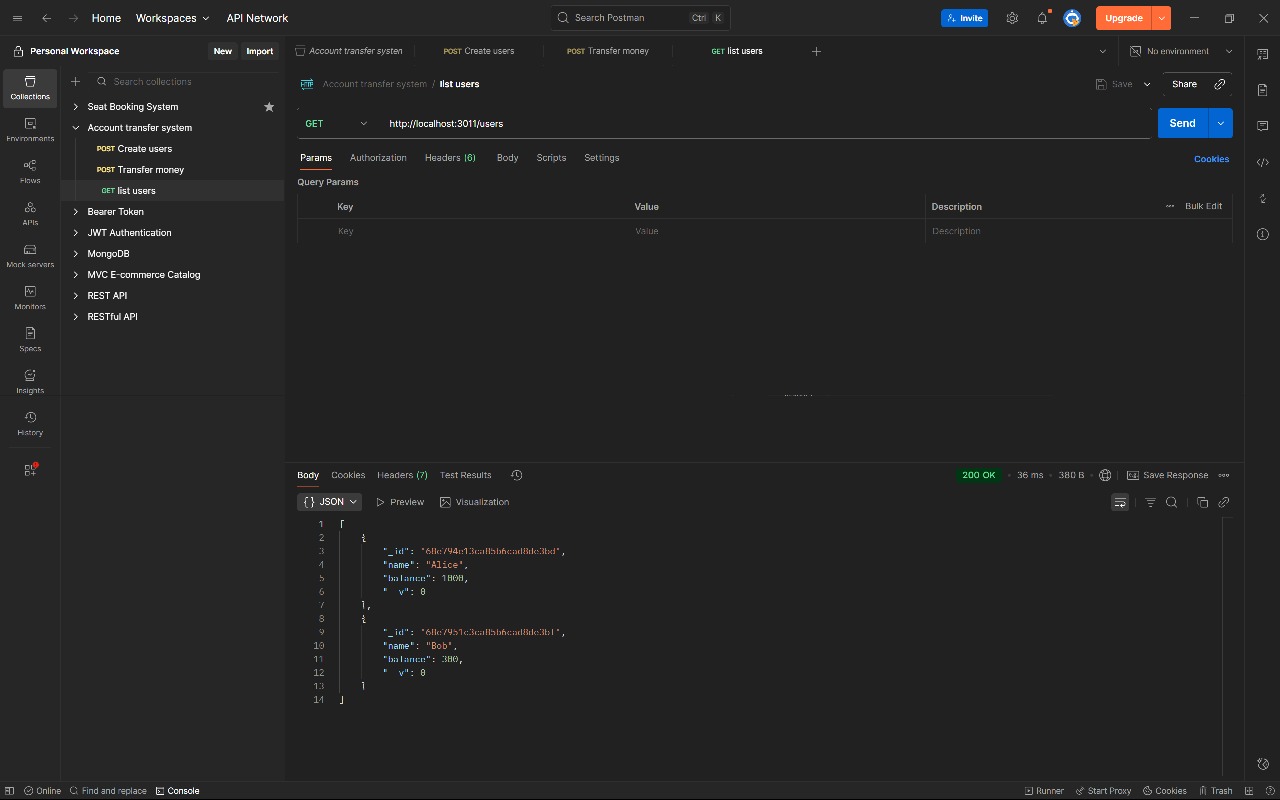 Home Workspaces API Network Search Postman Ctrl K Invite Upgrade
Personal Workspace New Import Account transfer systen POST Create users POST Transfer money GET list users No environment
Collections
Environments
Flows
APIs
Mock servers
Monitors
Specs
Insights
History
Search collections
Seat Booking System
Account transfer system
POST Create users
POST Transfer money
GET list users
Bearer Token
JWT Authentication
MongoDB
MVC E-commerce Catalog
REST API
RESTful API
HTTP Account transfer system / list users Save Share
GET http://localhost:3011/users Send
Params Authorization Headers (6) Body Scripts Settings Cookies
Query Params
Key Value Description Bulk Edit
Key Value Description
Body Cookies Headers (7) Test Results 200 OK 36 ms 380 B Save Response
{} JSON Preview Visualization
1 [
2 {
3 "_id": "68e794e13ca85b6cad8de3bd",
4 "name": "Alice",
5 "balance": 1000,
6 "__v": 0
7 },
8 {
9 "_id": "68e7951c3ca85b6cad8de3bf",
10 "name": "Bob",
11 "balance": 300,
12 "__v": 0
13 }
14 ]
Online Find and replace Console Runner Start Proxy Cookies Trash